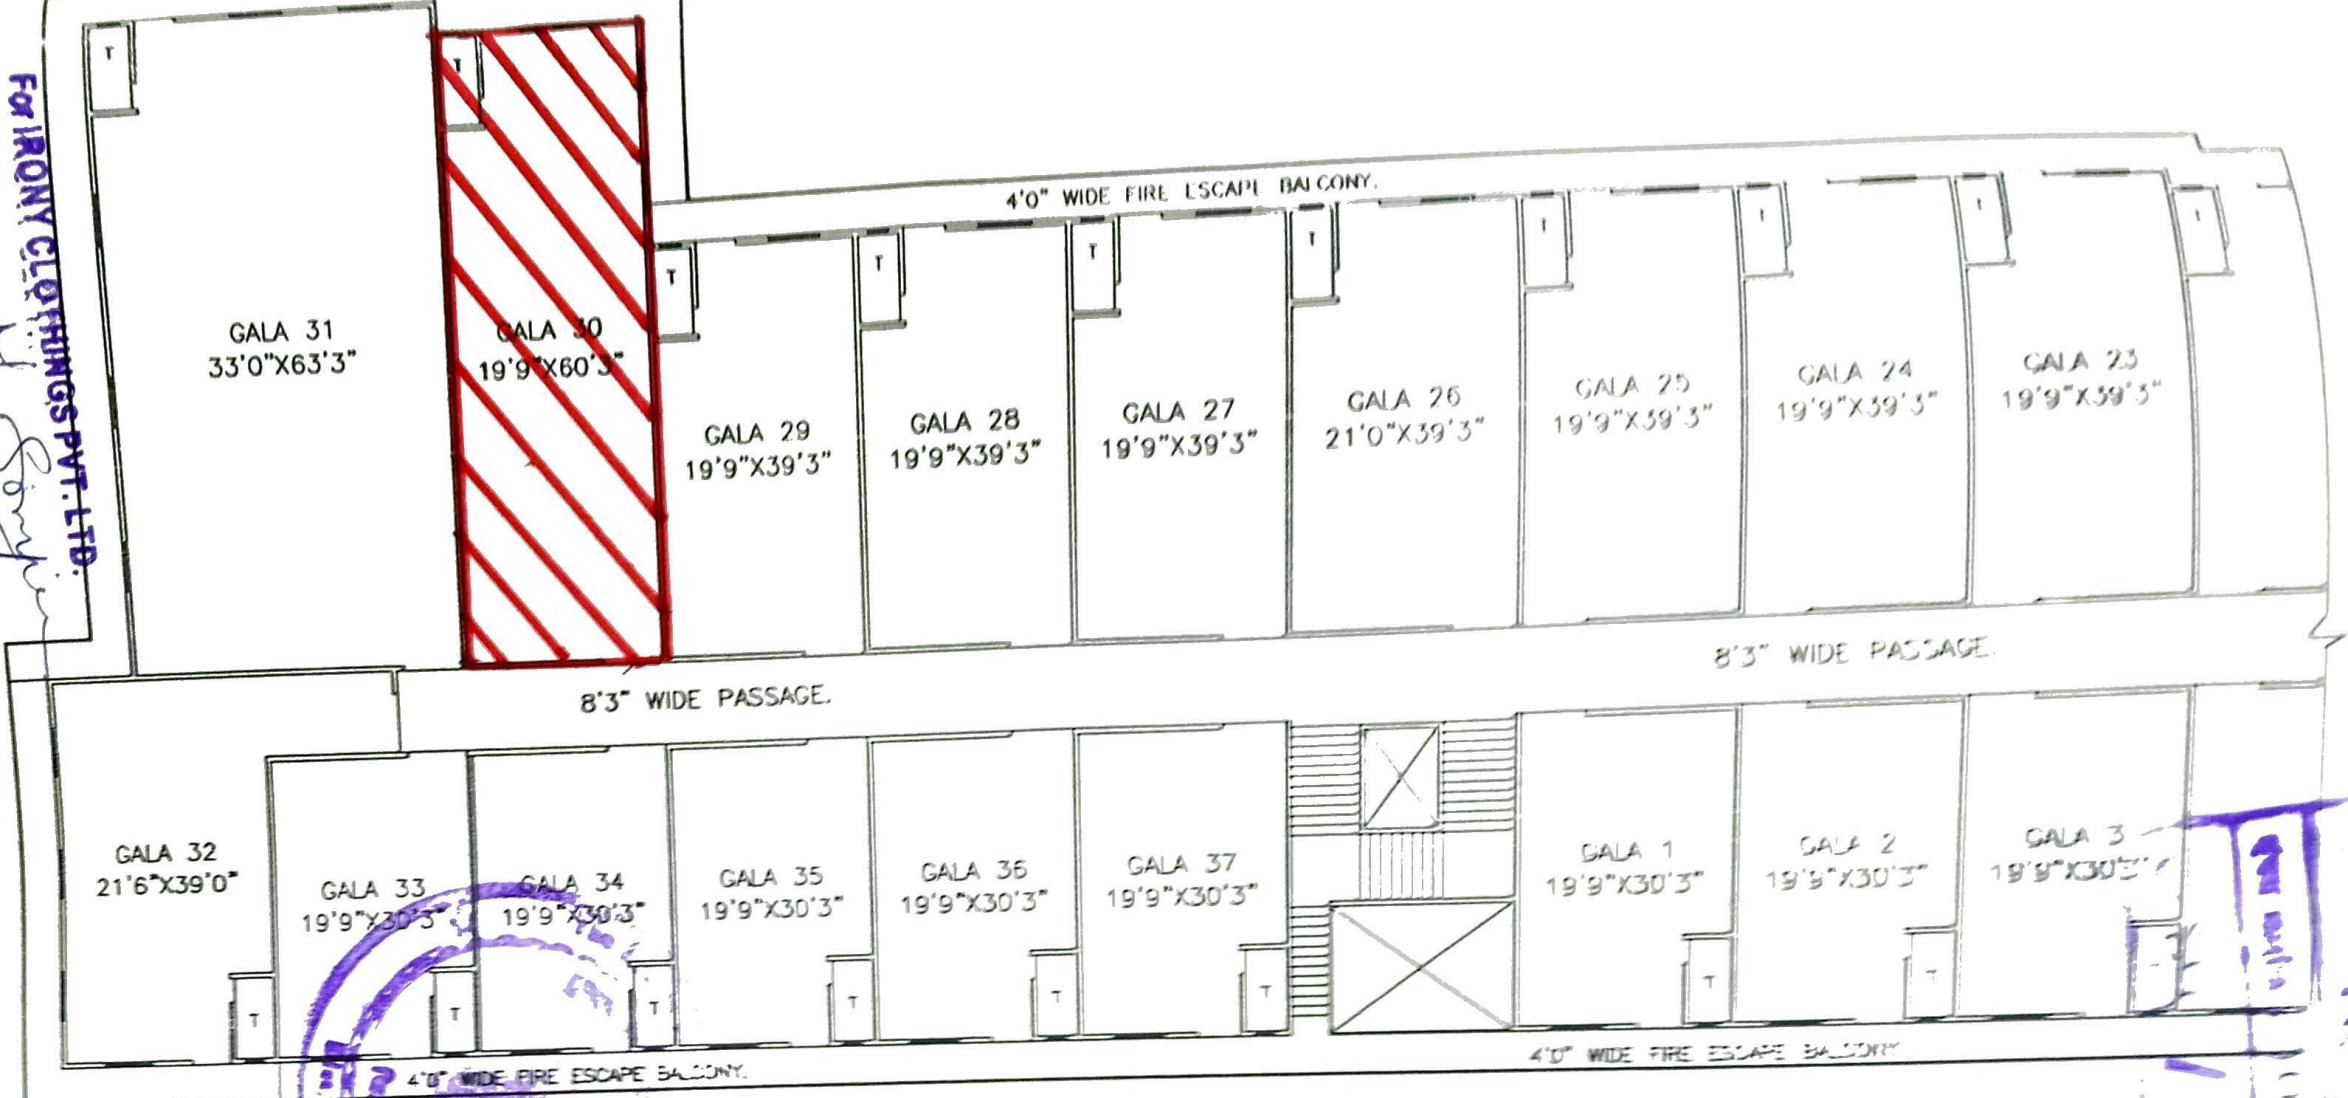 For IRONY CLOTHINGS PVT. LTD.
T
T
4'0" WIDE FIRE ESCAPE BALCONY.
T
T
T
T
T
T
T
T
GALA 31
33'0"X63'3"
GALA 30
19'9"X60'3"
GALA 29
19'9"X39'3"
GALA 28
19'9"X39'3"
GALA 27
19'9"X39'3"
GALA 26
21'0"X39'3"
GALA 25
19'9"X39'3"
GALA 24
19'9"X39'3"
GALA 23
19'9"X39'3"
8'3" WIDE PASSAGE.
8'3" WIDE PASSAGE.
GALA 32
21'6"X39'0"
GALA 33
19'9"X30'3"
GALA 34
19'9"X30'3"
GALA 35
19'9"X30'3"
GALA 36
19'9"X30'3"
GALA 37
19'9"X30'3"
GALA 1
19'9"X30'3"
GALA 2
19'9"X30'3"
GALA 3
19'9"X30'3"
T
T
T
T
T
T
T
T
4'0" WIDE FIRE ESCAPE BALCONY.
4'0" WIDE FIRE ESCAPE BALCONY